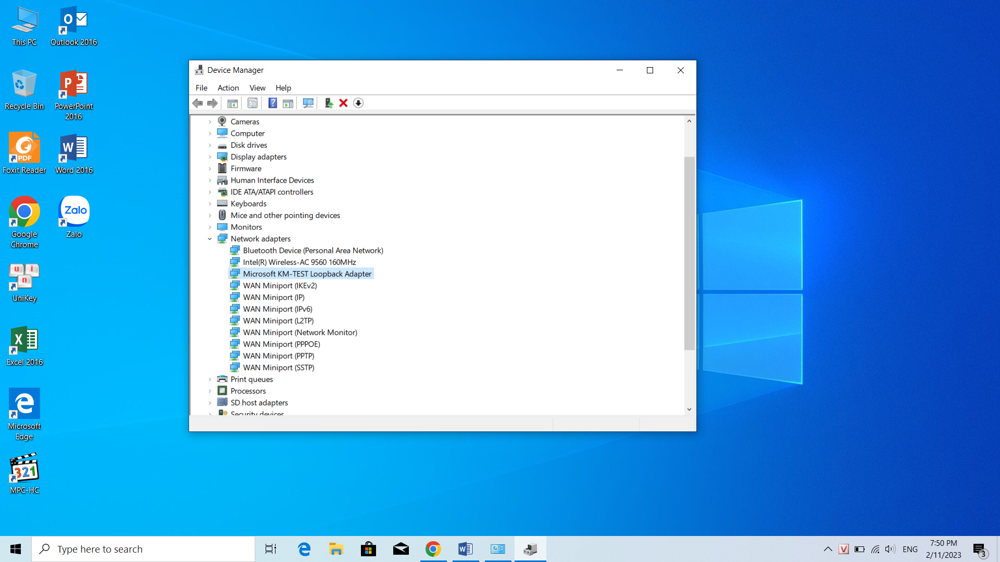 This PC
Outlook 2016
Recycle Bin
PowerPoint
2016
PDF
Foxit Reader
Word 2016
Google
Chrome
Zalo
Zalo
u i
n
UniKey
Excel 2016
Microsoft
Edge
321
MPC-HC
Device Manager
File Action View Help
Cameras
Computer
Disk drives
Display adapters
Firmware
Human Interface Devices
IDE ATA/ATAPI controllers
Keyboards
Mice and other pointing devices
Monitors
Network adapters
Bluetooth Device (Personal Area Network)
Intel(R) Wireless-AC 9560 160MHz
Microsoft KM-TEST Loopback Adapter
WAN Miniport (IKEv2)
WAN Miniport (IP)
WAN Miniport (IPv6)
WAN Miniport (L2TP)
WAN Miniport (Network Monitor)
WAN Miniport (PPPOE)
WAN Miniport (PPTP)
WAN Miniport (SSTP)
Print queues
Processors
SD host adapters
Security devices
Type here to search
ENG
7:50 PM
2/11/2023
3